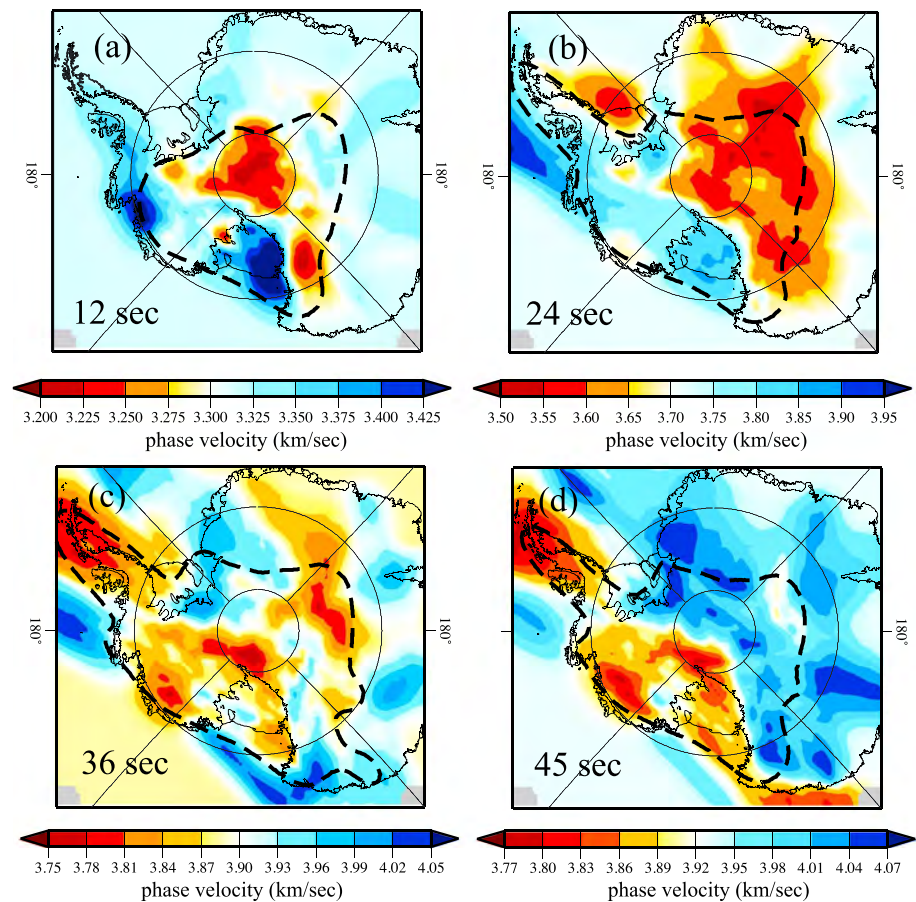 (a)
(b)
180°
180°
180°
12 sec
24 sec
3.200 3.225 3.250 3.275 3.300 3.325 3.350 3.375 3.400 3.425
phase velocity (km/sec)
3.50 3.55 3.60 3.65 3.70 3.75 3.80 3.85 3.90 3.95
phase velocity (km/sec)
(c)
(d)
180°
180°
180°
36 sec
45 sec
3.75 3.78 3.81 3.84 3.87 3.90 3.93 3.96 3.99 4.02 4.05
phase velocity (km/sec)
3.77 3.80 3.83 3.86 3.89 3.92 3.95 3.98 4.01 4.04 4.07
phase velocity (km/sec)